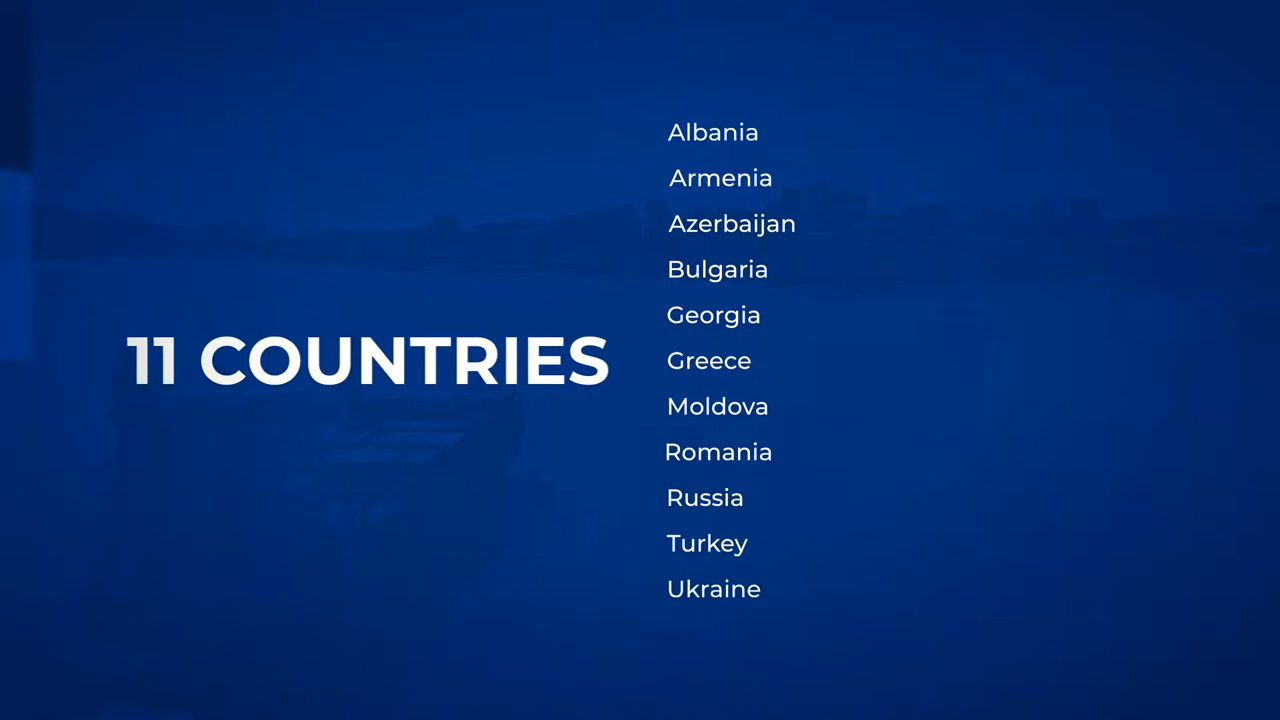 11 COUNTRIES
Albania
Armenia
Azerbaijan
Bulgaria
Georgia
Greece
Moldova
Romania
Russia
Turkey
Ukraine